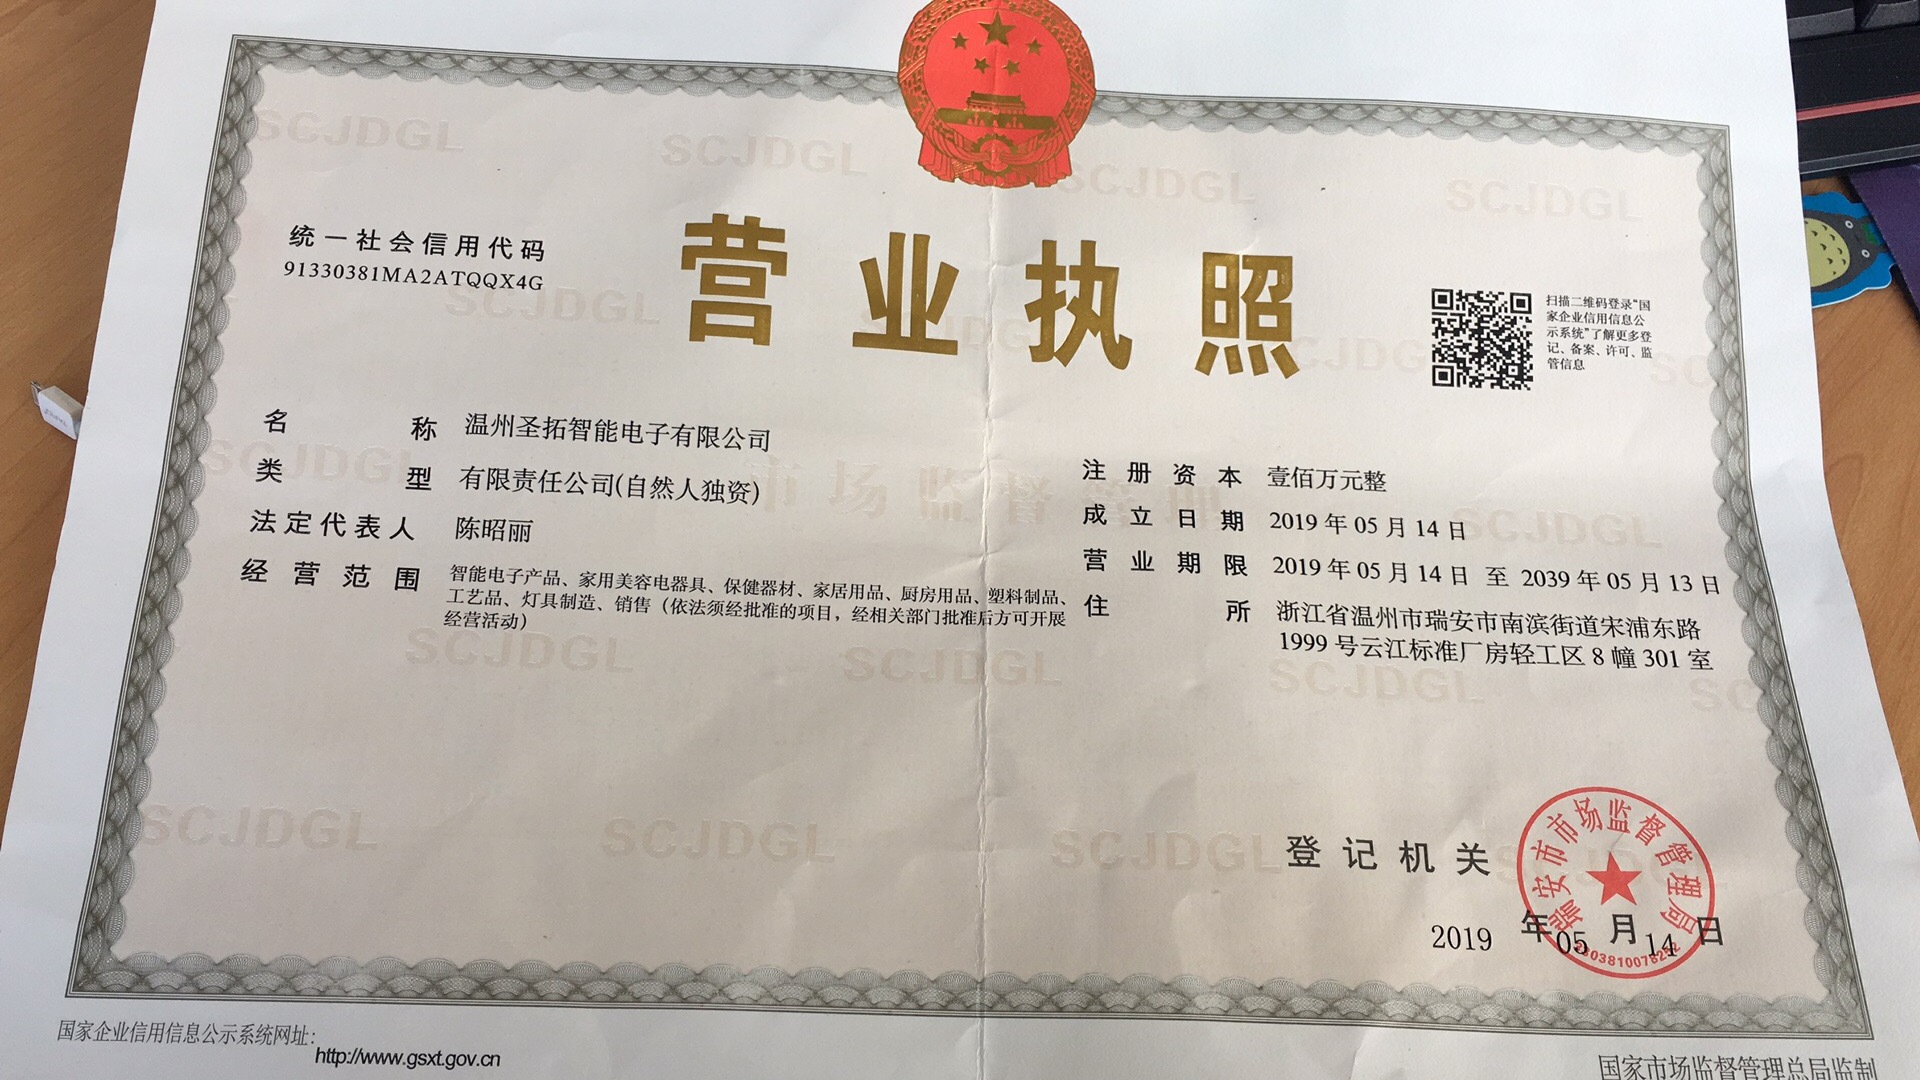 统一社会信用代码
91330381MA2ATQQX4G
营业执照
扫描二维码登录“国
家企业信用信息公
示系统”了解更多登
记、备案、许可、监
管信息
名称 温州圣拓智能电子有限公司
类型 有限责任公司(自然人独资)
法定代表人 陈昭丽
经营范围 智能电子产品、家用美容电器具、保健器材、家居用品、厨房用品、塑料制品、
工艺品、灯具制造、销售（依法须经批准的项目，经相关部门批准后方可开展
经营活动）
注册资本 壹佰万元整
成立日期 2019年05月14日
营业期限 2019年05月14日 至 2039年05月13日
住所 浙江省温州市瑞安市南滨街道宋浦东路
1999号云江标准厂房轻工区8幢301室
SCJDGL
市场监督管理
登记机关
瑞安市市场监督管理局
2019年05月14日
国家企业信用信息公示系统网址：
http://www.gsxt.gov.cn
国家市场监督管理总局监制